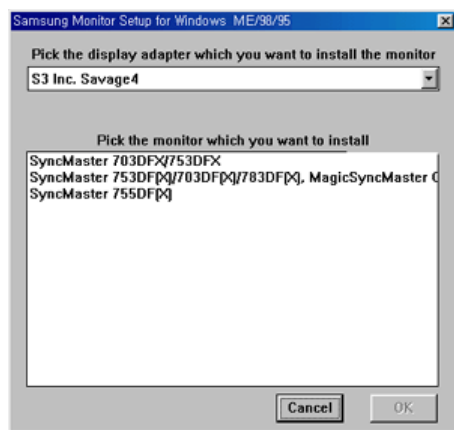 Samsung Monitor Setup for Windows ME/98/95
Pick the display adapter which you want to install the monitor
S3 Inc. Savage4
Pick the monitor which you want to install
SyncMaster 703DFX/753DFX
SyncMaster 753DF[X]/703DF[X]/783DF[X], MagicSyncMaster
SyncMaster 755DF[X]
Cancel
OK